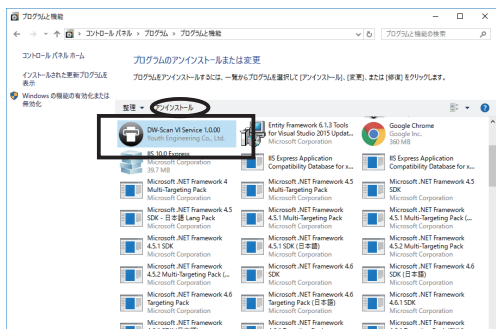 プログラムと機能
コントロール パネル › プログラム › プログラムと機能
プログラムと機能の検索
コントロール パネル ホーム
インストールされた更新プログラムを
表示
Windows の機能の有効化または
無効化
プログラムのアンインストールまたは変更
プログラムをアンインストールするには、一覧からプログラムを選択して [アンインストール]、[変更]、または [修復] をクリックします。
整理 アンインストール
DW-Scan VI Service 1.0.00
Youth Engineering Co., Ltd.
Entity Framework 6.1.3 Tools
for Visual Studio 2015 Updat...
Microsoft Corporation
Google Chrome
Google Inc.
360 MB
IIS 10.0 Express
Microsoft Corporation
39.7 MB
IIS Express Application
Compatibility Database for x...
IIS Express Application
Compatibility Database for x...
Microsoft .NET Framework 4
Multi-Targeting Pack
Microsoft Corporation
Microsoft .NET Framework 4.5
Multi-Targeting Pack
Microsoft Corporation
Microsoft .NET Framework 4.5
SDK
Microsoft Corporation
Microsoft .NET Framework 4.5
SDK - 日本語 Lang Pack
Microsoft Corporation
Microsoft .NET Framework
4.5.1 Multi-Targeting Pack
Microsoft Corporation
Microsoft .NET Framework
4.5.1 Multi-Targeting Pack (...
Microsoft Corporation
Microsoft .NET Framework
4.5.1 SDK
Microsoft Corporation
Microsoft .NET Framework
4.5.1 SDK (日本語)
Microsoft Corporation
Microsoft .NET Framework
4.5.2 Multi-Targeting Pack
Microsoft Corporation
Microsoft .NET Framework
4.5.2 Multi-Targeting Pack (...
Microsoft Corporation
Microsoft .NET Framework 4.6
SDK
Microsoft Corporation
Microsoft .NET Framework 4.6
SDK (日本語)
Microsoft Corporation
Microsoft .NET Framework 4.6
Targeting Pack
Microsoft Corporation
Microsoft .NET Framework 4.6
Targeting Pack (日本語)
Microsoft Corporation
Microsoft .NET Framework
4.6.1 SDK
Microsoft Corporation
Microsoft .NET Framework
Microsoft .NET Framework
Microsoft .NET Framework